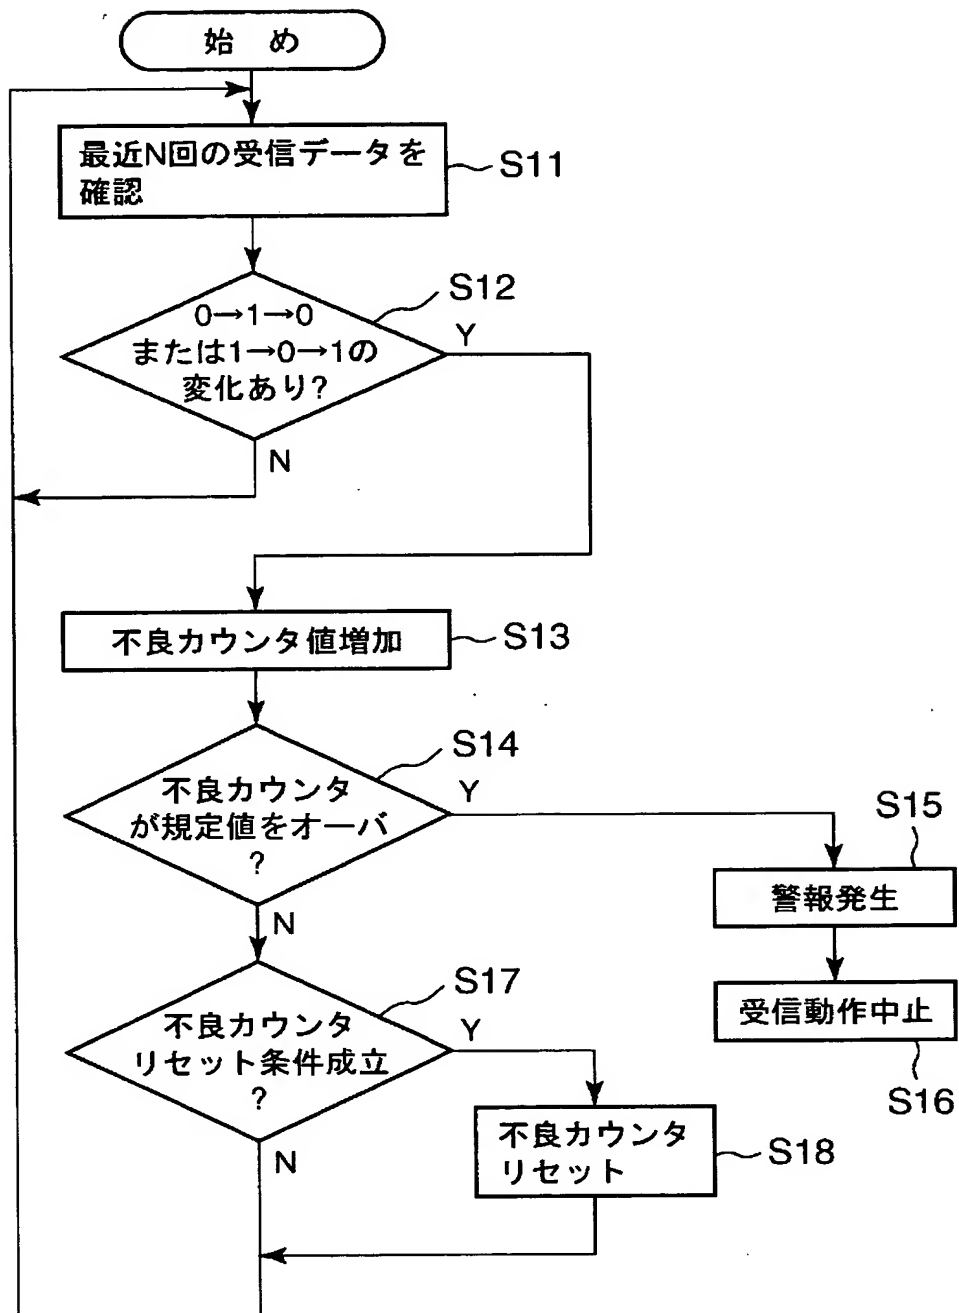 始 め
最近N回の受信データを
確認
S11
S12
0→1→0
または1→0→1の
変化あり?
Y
N
不良カウンタ値増加
S13
S14
不良カウンタ
が規定値をオーバ
?
Y
N
S15
警報発生
受信動作中止
S16
S17
不良カウンタ
リセット条件成立
?
Y
N
不良カウンタ
リセット
S18